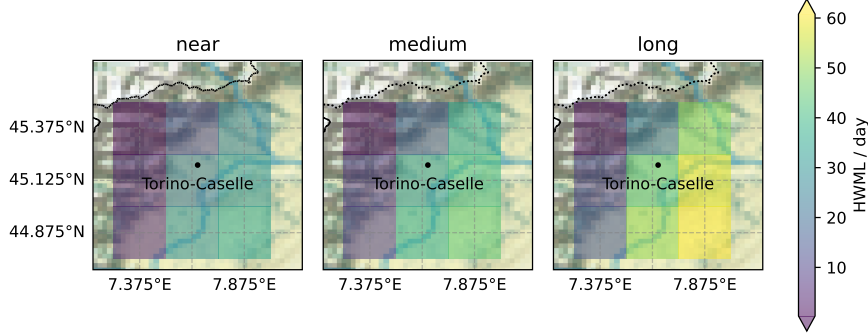 near medium long
60
50
40
30
20
10
HWML / day
45.375°N
45.125°N
44.875°N
Torino-Caselle Torino-Caselle Torino-Caselle
7.375°E 7.875°E 7.375°E 7.875°E 7.375°E 7.875°E